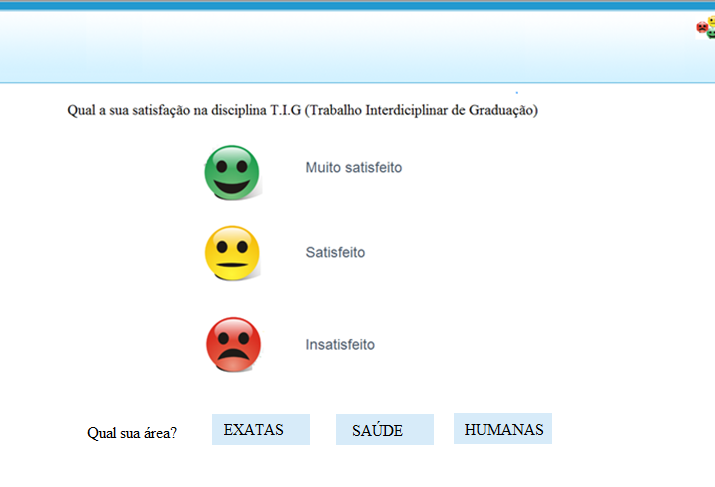 Qual a sua satisfação na disciplina T.I.G (Trabalho Interdiciplinar de Graduação)
Muito satisfeito
Satisfeito
Insatisfeito
Qual sua área? EXATAS SAÚDE HUMANAS